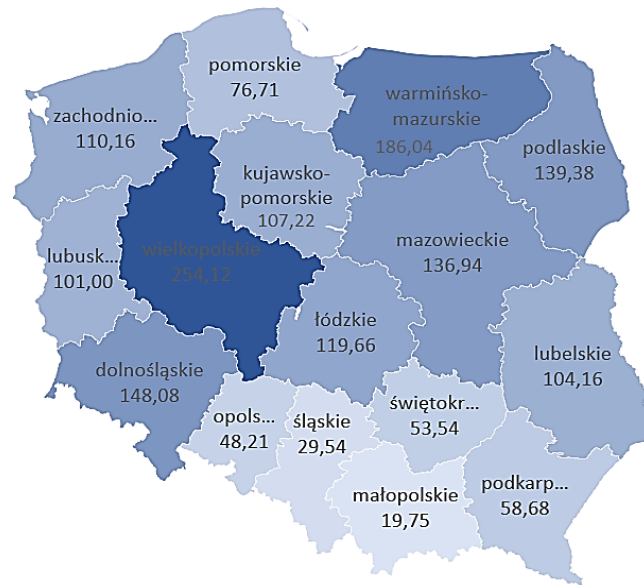 pomorskie
76,71
warmińsko-
mazurskie
186,04
zachodnio ...
110,16
podlaskie
139,38
kujawsko-
pomorskie
107,22
wielkopolskie
254,12
mazowieckie
136,94
lubusk...
101,00
łódzkie
119,66
lubelskie
104,16
dolnośląskie
148,08
opols ...
48,21
śląskie
29,54
świętokr...
53,54
małopolskie
19,75
podkarp...
58,68